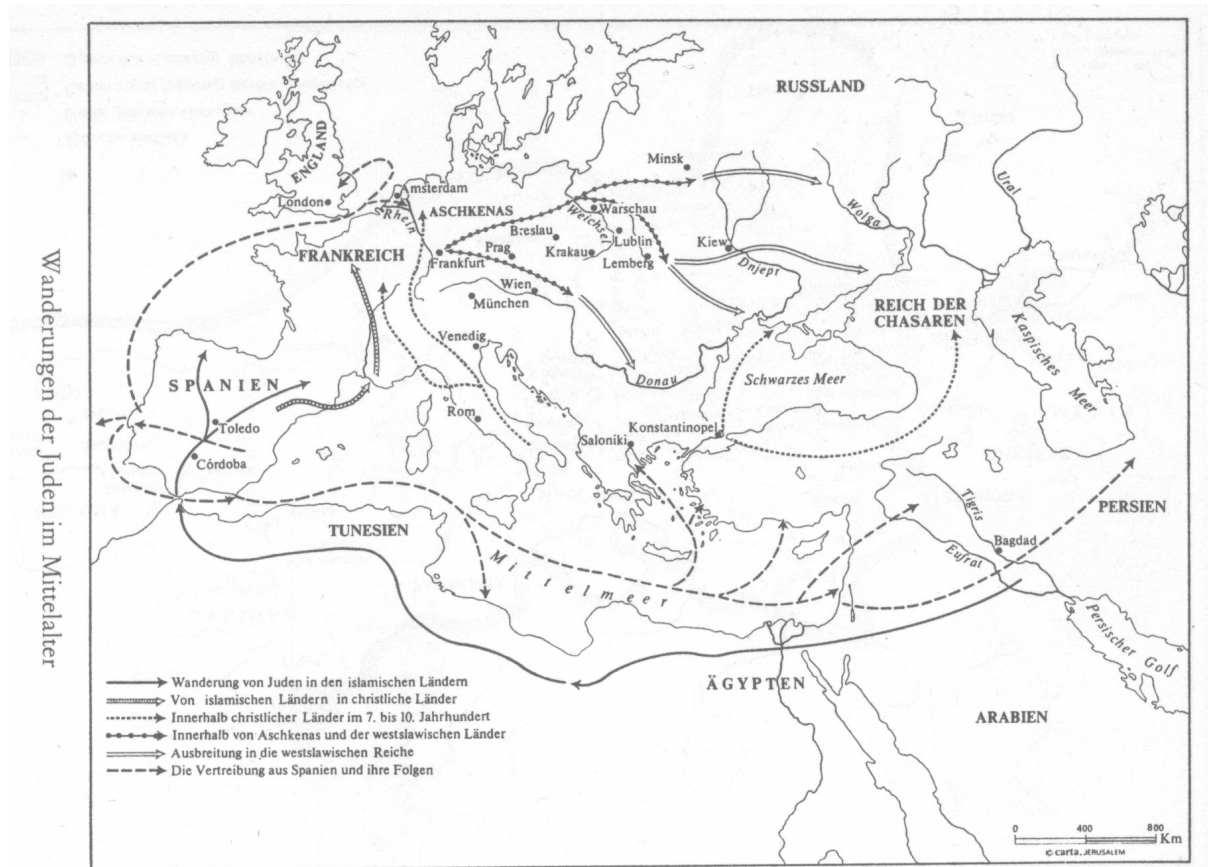 Wanderungen der Juden im Mittelalter
RUSSLAND
ENGLAND
London
Amsterdam
Rhein
ASCHKENAS
Minsk
Warschau
Weichsel
Breslau
Lublin
Prag
Krakau
Lemberg
Kiew
Dnjepr
Wolga
Ural
FRANKREICH
Frankfurt
Wien
München
Venedig
Donau
REICH DER
CHASAREN
Kaspisches
Meer
Schwarzes Meer
SPANIEN
Toledo
Córdoba
Rom
Saloniki
Konstantinopel
TUNESIEN
Mittelmeer
Tigris
Eufrat
Bagdad
PERSIEN
Persischer Golf
ÄGYPTEN
ARABIEN
Wanderung von Juden in den islamischen Ländern
Von islamischen Ländern in christliche Länder
Innerhalb christlicher Länder im 7. bis 10. Jahrhundert
Innerhalb von Aschkenas und der westslawischen Länder
Ausbreitung in die westslawischen Reiche
Die Vertreibung aus Spanien und ihre Folgen
0 400 800
Km
© carta, JERUSALEM